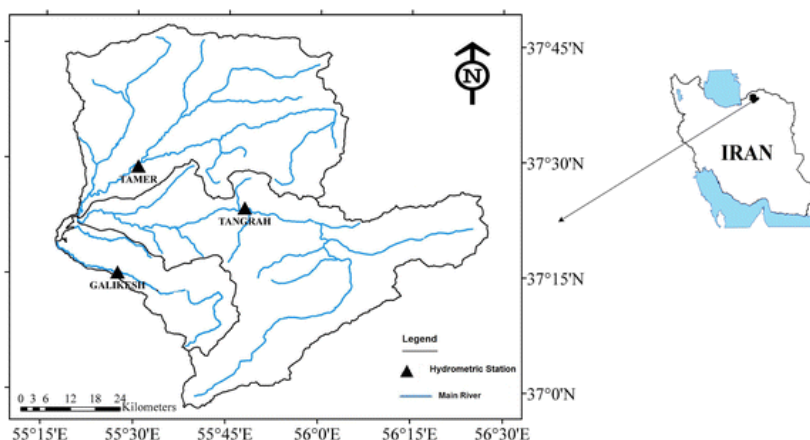 N
37°45'N
37°30'N
37°15'N
37°0'N
TAMER
TANGRAH
GALIKESH
IRAN
Legend
Hydrometric Station
Main River
0 3 6 12 18 24
Kilometers
55°15'E 55°30'E 55°45'E 56°0'E 56°15'E 56°30'E